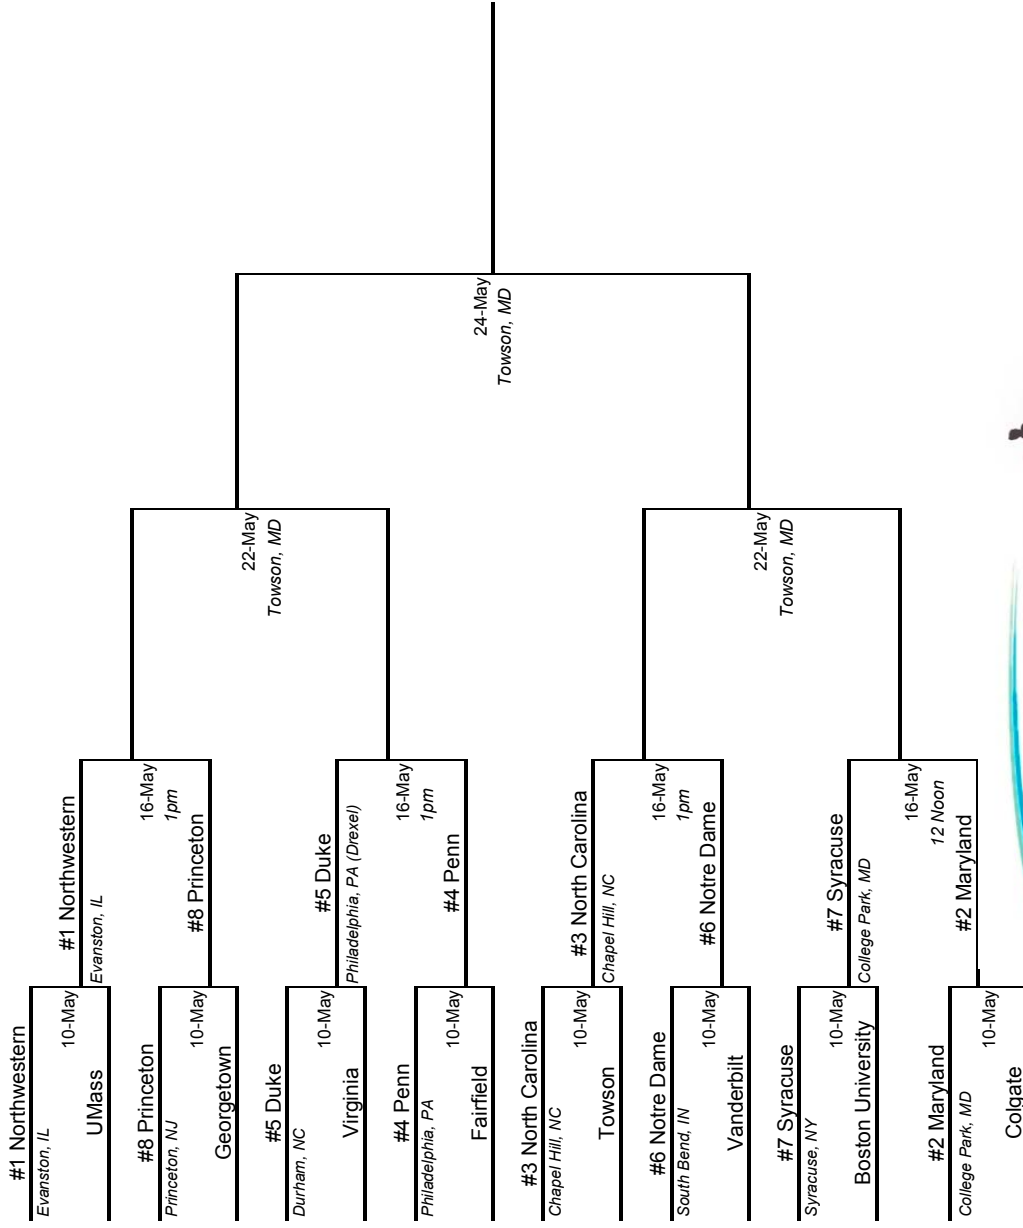 #1 Northwestern
Evanston, IL
10-May
UMass
#8 Princeton
Princeton, NJ
10-May
Georgetown
#5 Duke
Durham, NC
10-May
Virginia
#4 Penn
Philadelphia, PA
10-May
Fairfield
#3 North Carolina
Chapel Hill, NC
10-May
Towson
#6 Notre Dame
South Bend, IN
10-May
Vanderbilt
#7 Syracuse
Syracuse, NY
10-May
Boston University
#2 Maryland
College Park, MD
10-May
Colgate
#1 Northwestern
Evanston, IL
16-May
1pm
#8 Princeton
#5 Duke
Philadelphia, PA (Drexel)
16-May
1pm
#4 Penn
#3 North Carolina
Chapel Hill, NC
16-May
1pm
#6 Notre Dame
#7 Syracuse
College Park, MD
16-May
12 Noon
#2 Maryland
22-May
Towson, MD
22-May
Towson, MD
24-May
Towson, MD